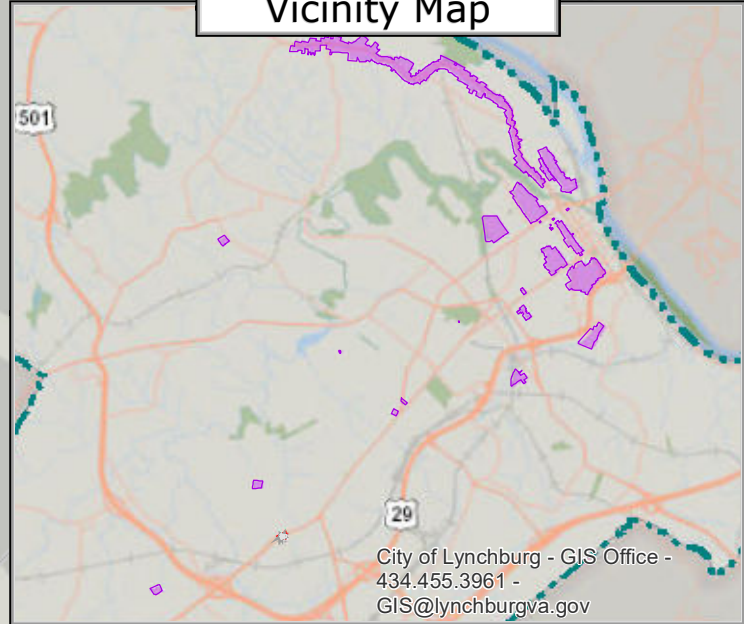 Vicinity Map
501
29
City of Lynchburg - GIS Office -
434.455.3961 -
GIS@lynchburgva.gov